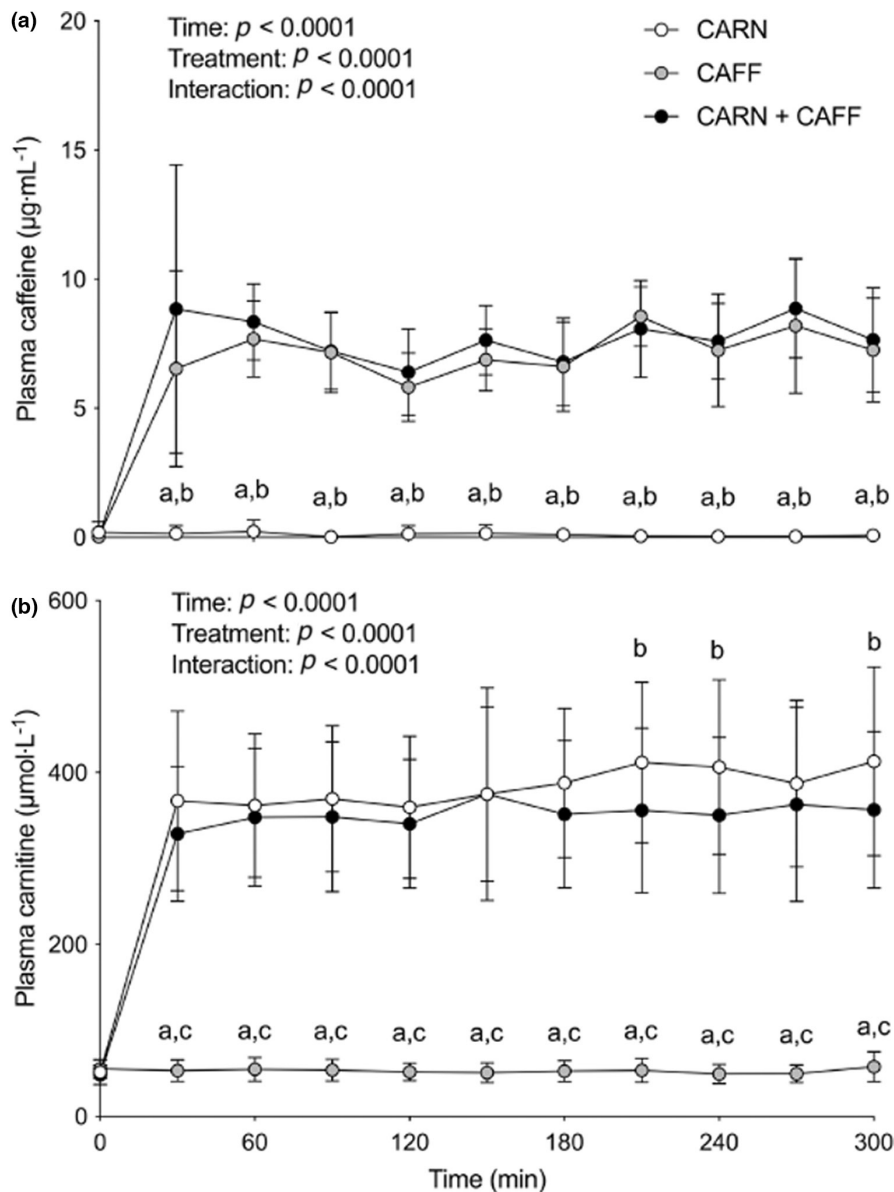 (a)
Time: p < 0.0001
Treatment: p < 0.0001
Interaction: p < 0.0001
CARN
CAFF
CARN + CAFF
Plasma caffeine (µg·mL⁻¹)
20
15
10
5
0
a,b a,b a,b a,b a,b a,b a,b a,b a,b a,b
(b)
Time: p < 0.0001
Treatment: p < 0.0001
Interaction: p < 0.0001
Plasma carnitine (µmol·L⁻¹)
600
400
200
0
b b b
a,c a,c a,c a,c a,c a,c a,c a,c a,c a,c
0 60 120 180 240 300
Time (min)